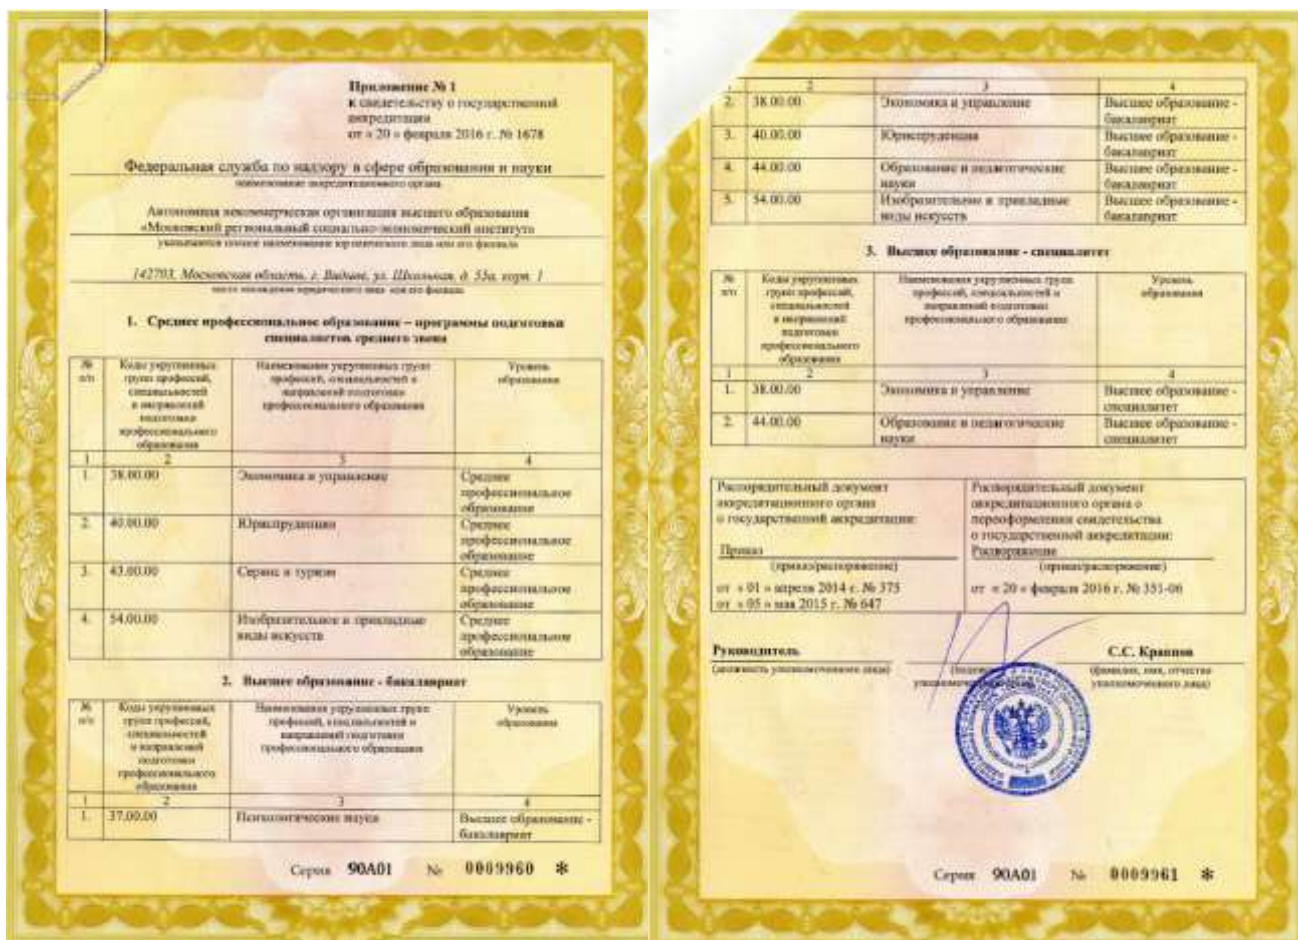 Приложение № 1
к свидетельству о государственной
аккредитации
от « 20 » февраля 2016 г. № 1678
Федеральная служба по надзору в сфере образования и науки
наименование аккредитационного органа
Автономная некоммерческая организация высшего образования
«Московский региональный социально-экономический институт»
указываются полное наименование юридического лица или его филиала
142703, Московская область, г. Видное, ул. Школьная, д. 55а, корп. 1
место нахождения юридического лица или его филиала
1. Среднее профессиональное образование – программы подготовки
специалистов среднего звена
№ п/п
Коды укрупненных
групп профессий,
специальностей
и направлений
подготовки
профессионального
образования
Наименования укрупненных групп
профессий, специальностей и
направлений подготовки
профессионального образования
Уровень
образования
1 2 3 4
1. 38.00.00 Экономика и управление Среднее
профессиональное
образование
2. 40.00.00 Юриспруденция Среднее
профессиональное
образование
3. 43.00.00 Сервис и туризм Среднее
профессиональное
образование
4. 54.00.00 Изобразительное и прикладные Среднее
виды искусств профессиональное
образование
2. Высшее образование - бакалавриат
№ п/п
Коды укрупненных
групп профессий,
специальностей
и направлений
подготовки
профессионального
образования
Наименования укрупненных групп
профессий, специальностей и
направлений подготовки
профессионального образования
Уровень
образования
1 2 3 4
1. 37.00.00 Психологические науки Высшее образование -
бакалавриат
Серия 90А01 № 0009960 *
1 2 3 4
2. 38.00.00 Экономика и управление Высшее образование -
бакалавриат
3. 40.00.00 Юриспруденция Высшее образование -
бакалавриат
4. 44.00.00 Образование и педагогические Высшее образование -
науки бакалавриат
5. 54.00.00 Изобразительное и прикладные Высшее образование -
виды искусств бакалавриат
3. Высшее образование - специалитет
№ п/п
Коды укрупненных
групп профессий,
специальностей
и направлений
подготовки
профессионального
образования
Наименования укрупненных групп
профессий, специальностей и
направлений подготовки
профессионального образования
Уровень
образования
1 2 3 4
1. 38.00.00 Экономика и управление Высшее образование -
специалитет
2. 44.00.00 Образование и педагогические Высшее образование -
науки специалитет
Распорядительный документ
аккредитационного органа
о государственной аккредитации:
Приказ
(приказ/распоряжение)
от « 01 » апреля 2014 г. № 375
от « 05 » мая 2015 г. № 647
Распорядительный документ
аккредитационного органа о
переоформлении свидетельства
о государственной аккредитации:
Распоряжение
(приказ/распоряжение)
от « 20 » февраля 2016 г. № 351-06
Руководитель
(должность уполномоченного лица)
С.С. Кравцов
(фамилия, имя, отчество
уполномоченного лица)
Серия 90А01 № 0009961 *